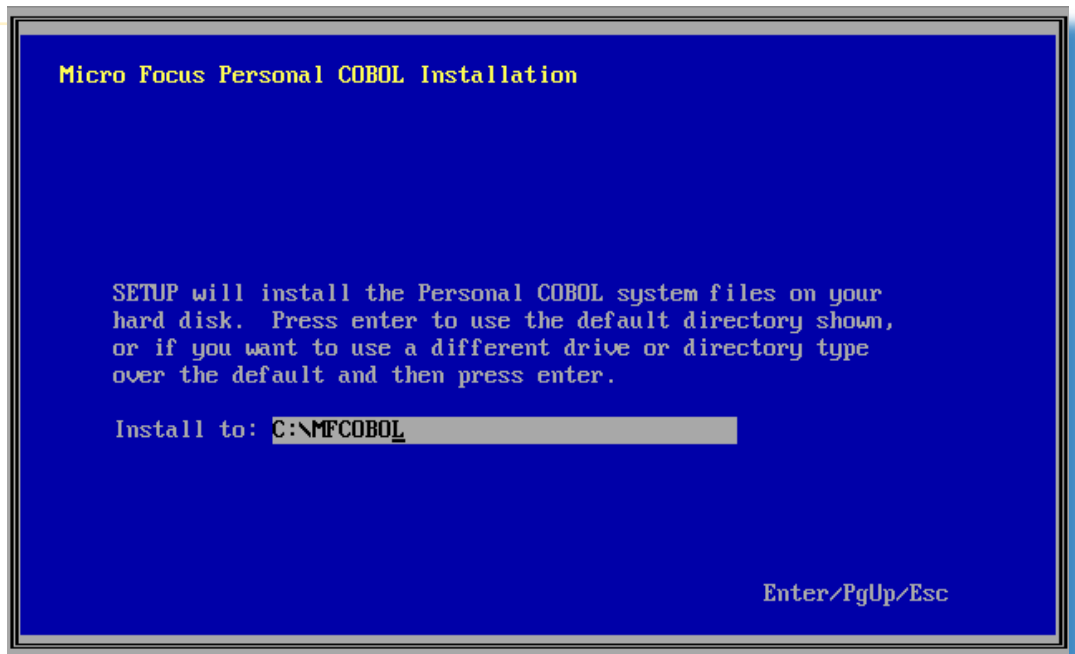 Micro Focus Personal COBOL Installation
SETUP will install the Personal COBOL system files on your
hard disk.  Press enter to use the default directory shown,
or if you want to use a different drive or directory type
over the default and then press enter.
Install to: C:\MFCOBOL
Enter/PgUp/Esc